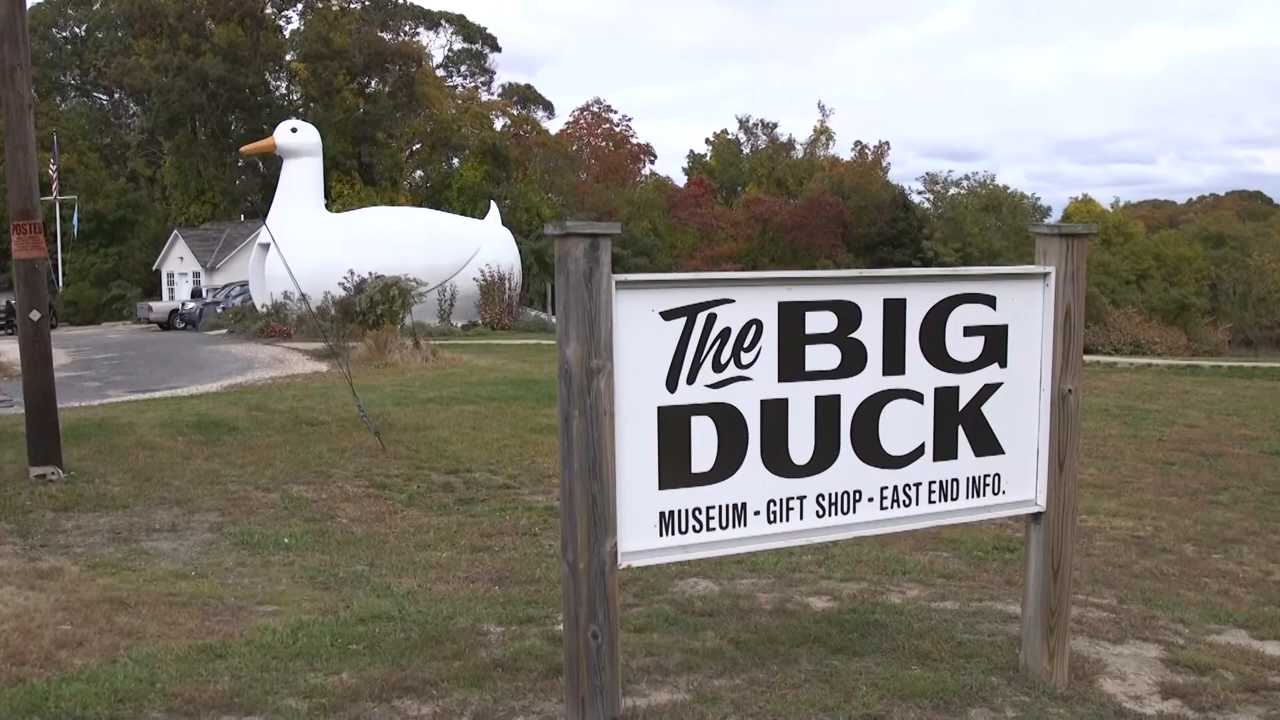 POSTED
The BIG
DUCK
MUSEUM - GIFT SHOP - EAST END INFO.